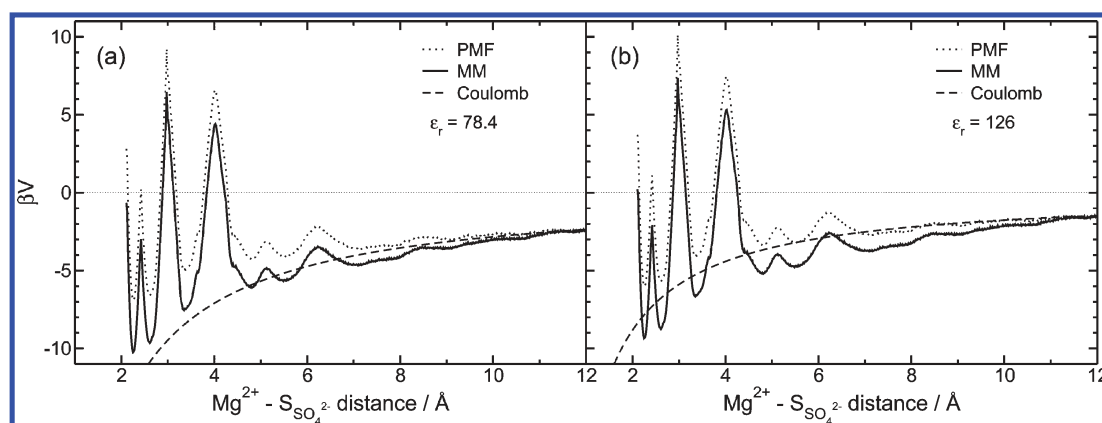 (a)
PMF
MM
Coulomb
εr = 78.4
10
5
0
-5
-10
βV
2 4 6 8 10 12
Mg2+ - SSO42- distance / Å
(b)
PMF
MM
Coulomb
εr = 126
2 4 6 8 10 12
Mg2+ - SSO42- distance / Å